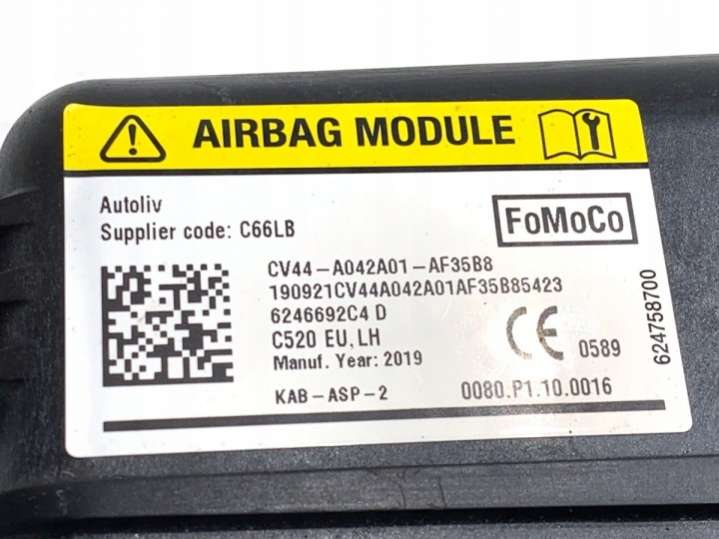 AIRBAG MODULE
Autoliv
Supplier code: C66LB
FoMoCo
CV44-A042A01-AF35B8
190921CV44A042A01AF35B85423
6246692C4 D
C520 EU, LH
Manuf. Year: 2019
CE 0589
KAB-ASP-2
0080.P1.10.0016
624758700